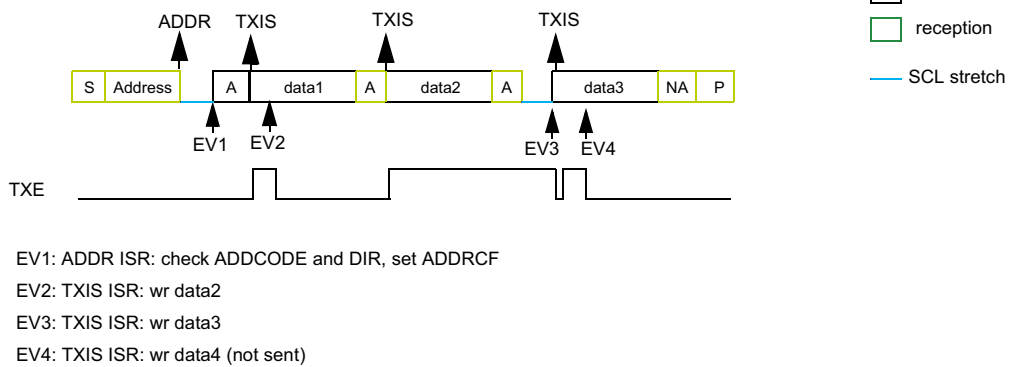 ADDR TXIS TXIS TXIS
reception
S Address A data1 A data2 A data3 NA P
SCL stretch
EV1 EV2 EV3 EV4
TXE
EV1: ADDR ISR: check ADDCODE and DIR, set ADDRCF
EV2: TXIS ISR: wr data2
EV3: TXIS ISR: wr data3
EV4: TXIS ISR: wr data4 (not sent)